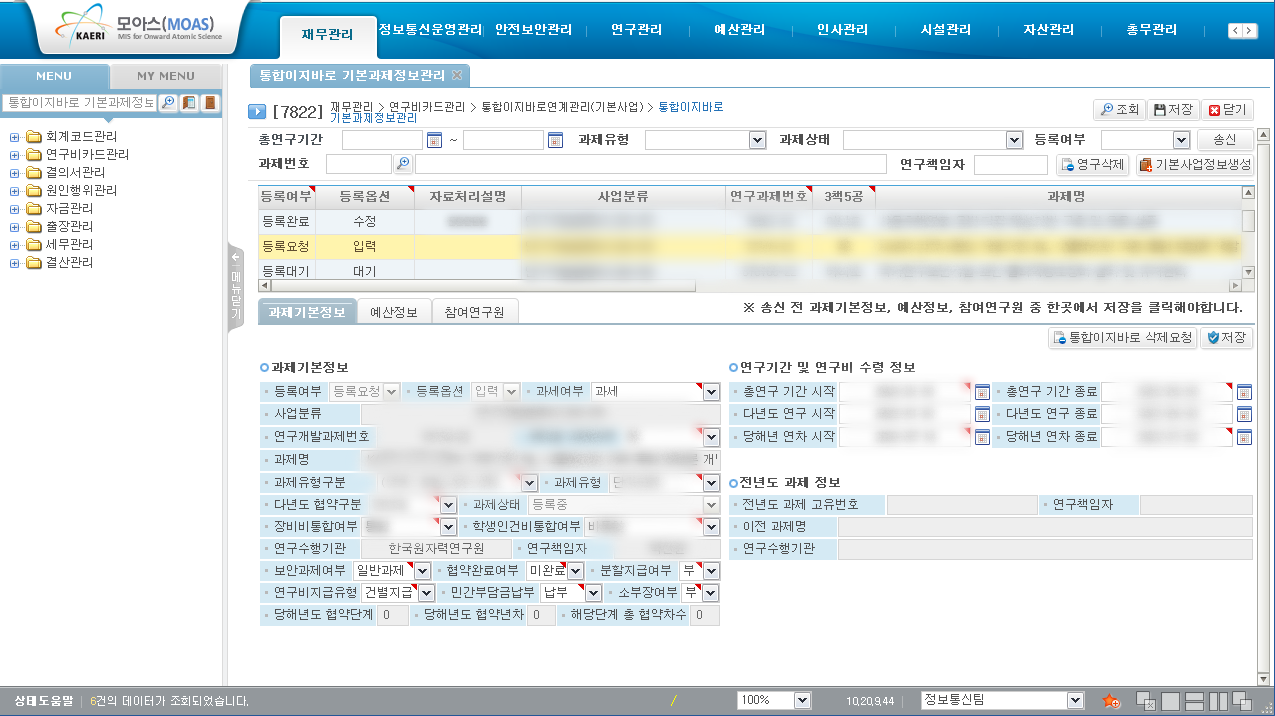 KAERI 모아스(MOAS)
MIS for Onward Atomic Science
재무관리 정보통신운영관리 안전보안관리 연구관리 예산관리 인사관리 시설관리 자산관리 총무관리
MENU MY MENU
통합이지바로 기본과제정보
회계코드관리
연구비카드관리
결의서관리
원인행위관리
자금관리
출장관리
세무관리
결산관리
메뉴닫기
통합이지바로 기본과제정보관리
[7822] 재무관리 > 연구비카드관리 > 통합이지바로연계관리(기본사업) > 통합이지바로
기본과제정보관리
조회 저장 닫기
총연구기간 ~ 과제유형 과제상태 등록여부 송신
과제번호 연구책임자 연구삭제 기본사업정보생성
등록여부 등록옵션 자료처리설명 사업분류 연구과제번호 3책5공 과제명
등록완료 수정
등록요청 입력
등록대기 대기
과제기본정보 예산정보 참여연구원
※ 송신 전 과제기본정보, 예산정보, 참여연구원 중 한곳에서 저장을 클릭해야합니다.
통합이지바로 삭제요청 저장
과제기본정보
등록여부 등록요청 등록옵션 입력 과세여부 과세
사업분류
연구개발과제번호
과제명
과제유형구분 과제유형
다년도 협약구분 과제상태 등록중
장비비통합여부 학생인건비통합여부
연구수행기관 한국원자력연구원 연구책임자
보안과제여부 일반과제 협약완료여부 미완료 분할지급여부 부
연구비지급유형 건별지급 민간부담금납부 납부 소부장여부 부
당해년도 협약단계 0 당해년도 협약년차 0 해당단계 총 협약차수 0
연구기간 및 연구비 수령 정보
총연구 기간 시작 총연구 기간 종료
다년도 연구 시작 다년도 연구 종료
당해년 연차 시작 당해년 연차 종료
전년도 과제 정보
전년도 과제 고유번호 연구책임자
이전 과제명
연구수행기관
상태도움말 6건의 데이터가 조회되었습니다. / 100% 10,20,9,44 정보통신팀